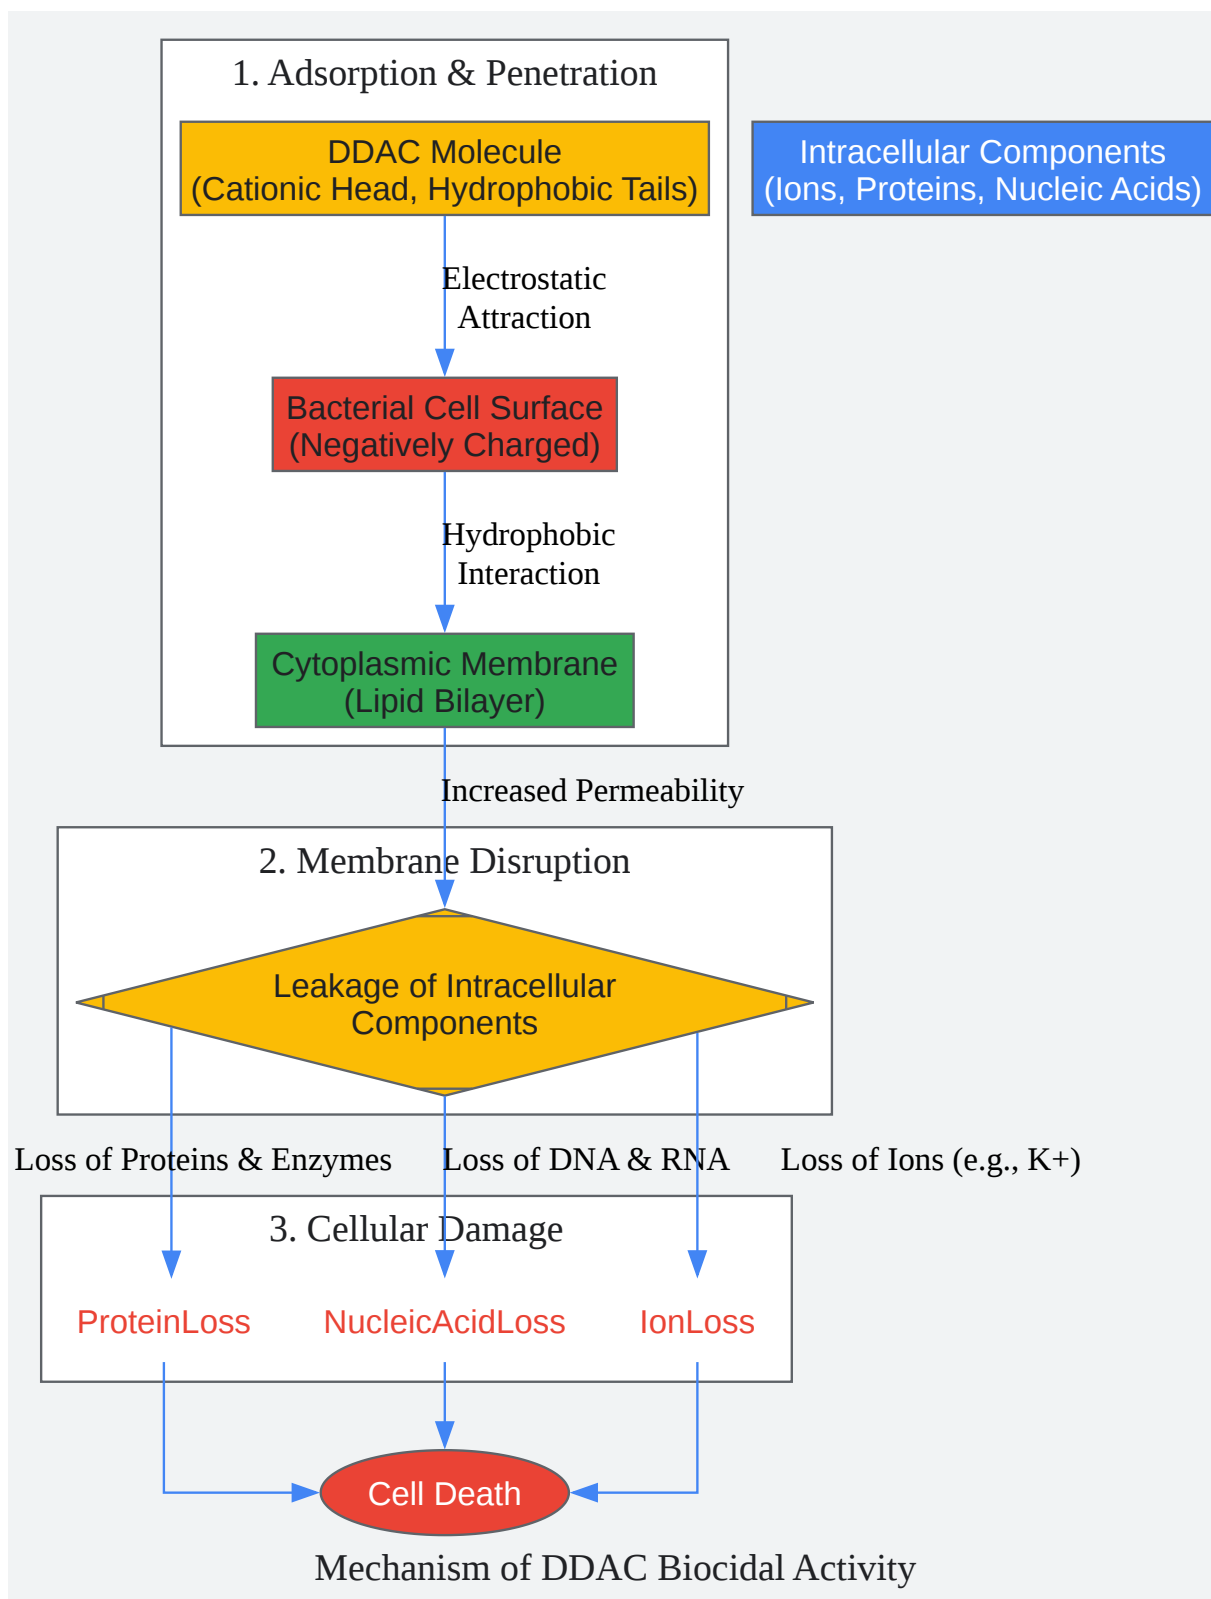 1. Adsorption & Penetration
DDAC Molecule
(Cationic Head, Hydrophobic Tails)
Intracellular Components
(Ions, Proteins, Nucleic Acids)
Electrostatic
Attraction
Bacterial Cell Surface
(Negatively Charged)
Hydrophobic
Interaction
Cytoplasmic Membrane
(Lipid Bilayer)
Increased Permeability
2. Membrane Disruption
Leakage of Intracellular
Components
Loss of Proteins & Enzymes
Loss of DNA & RNA
Loss of Ions (e.g., K+)
3. Cellular Damage
ProteinLoss
NucleicAcidLoss
IonLoss
Cell Death
Mechanism of DDAC Biocidal Activity